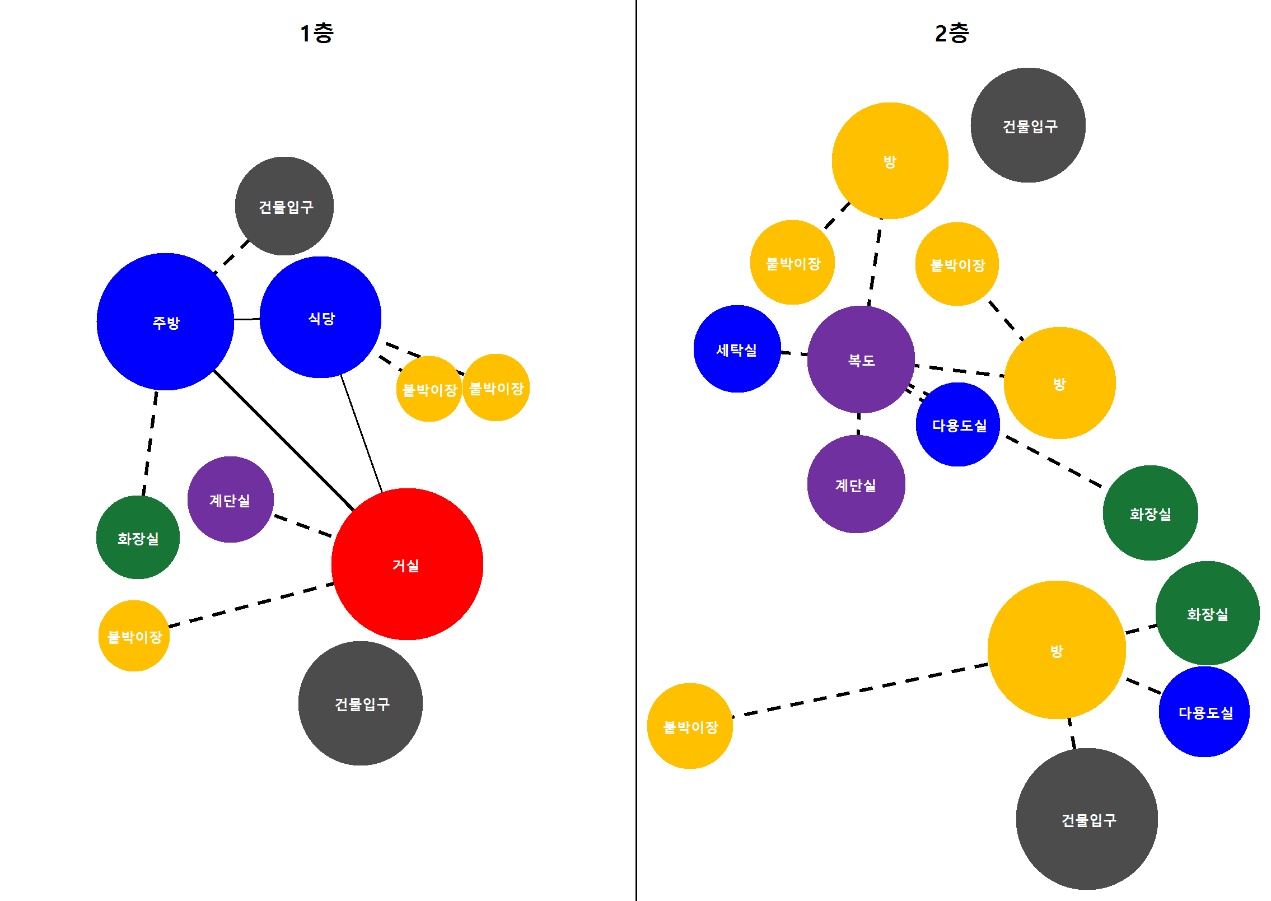 1층
건물입구
주방
식당
붙박이장
붙박이장
계단실
화장실
거실
붙박이장
건물입구
2층
건물입구
방
붙박이장
붙박이장
세탁실
복도
방
다용도실
계단실
화장실
화장실
방
다용도실
붙박이장
건물입구